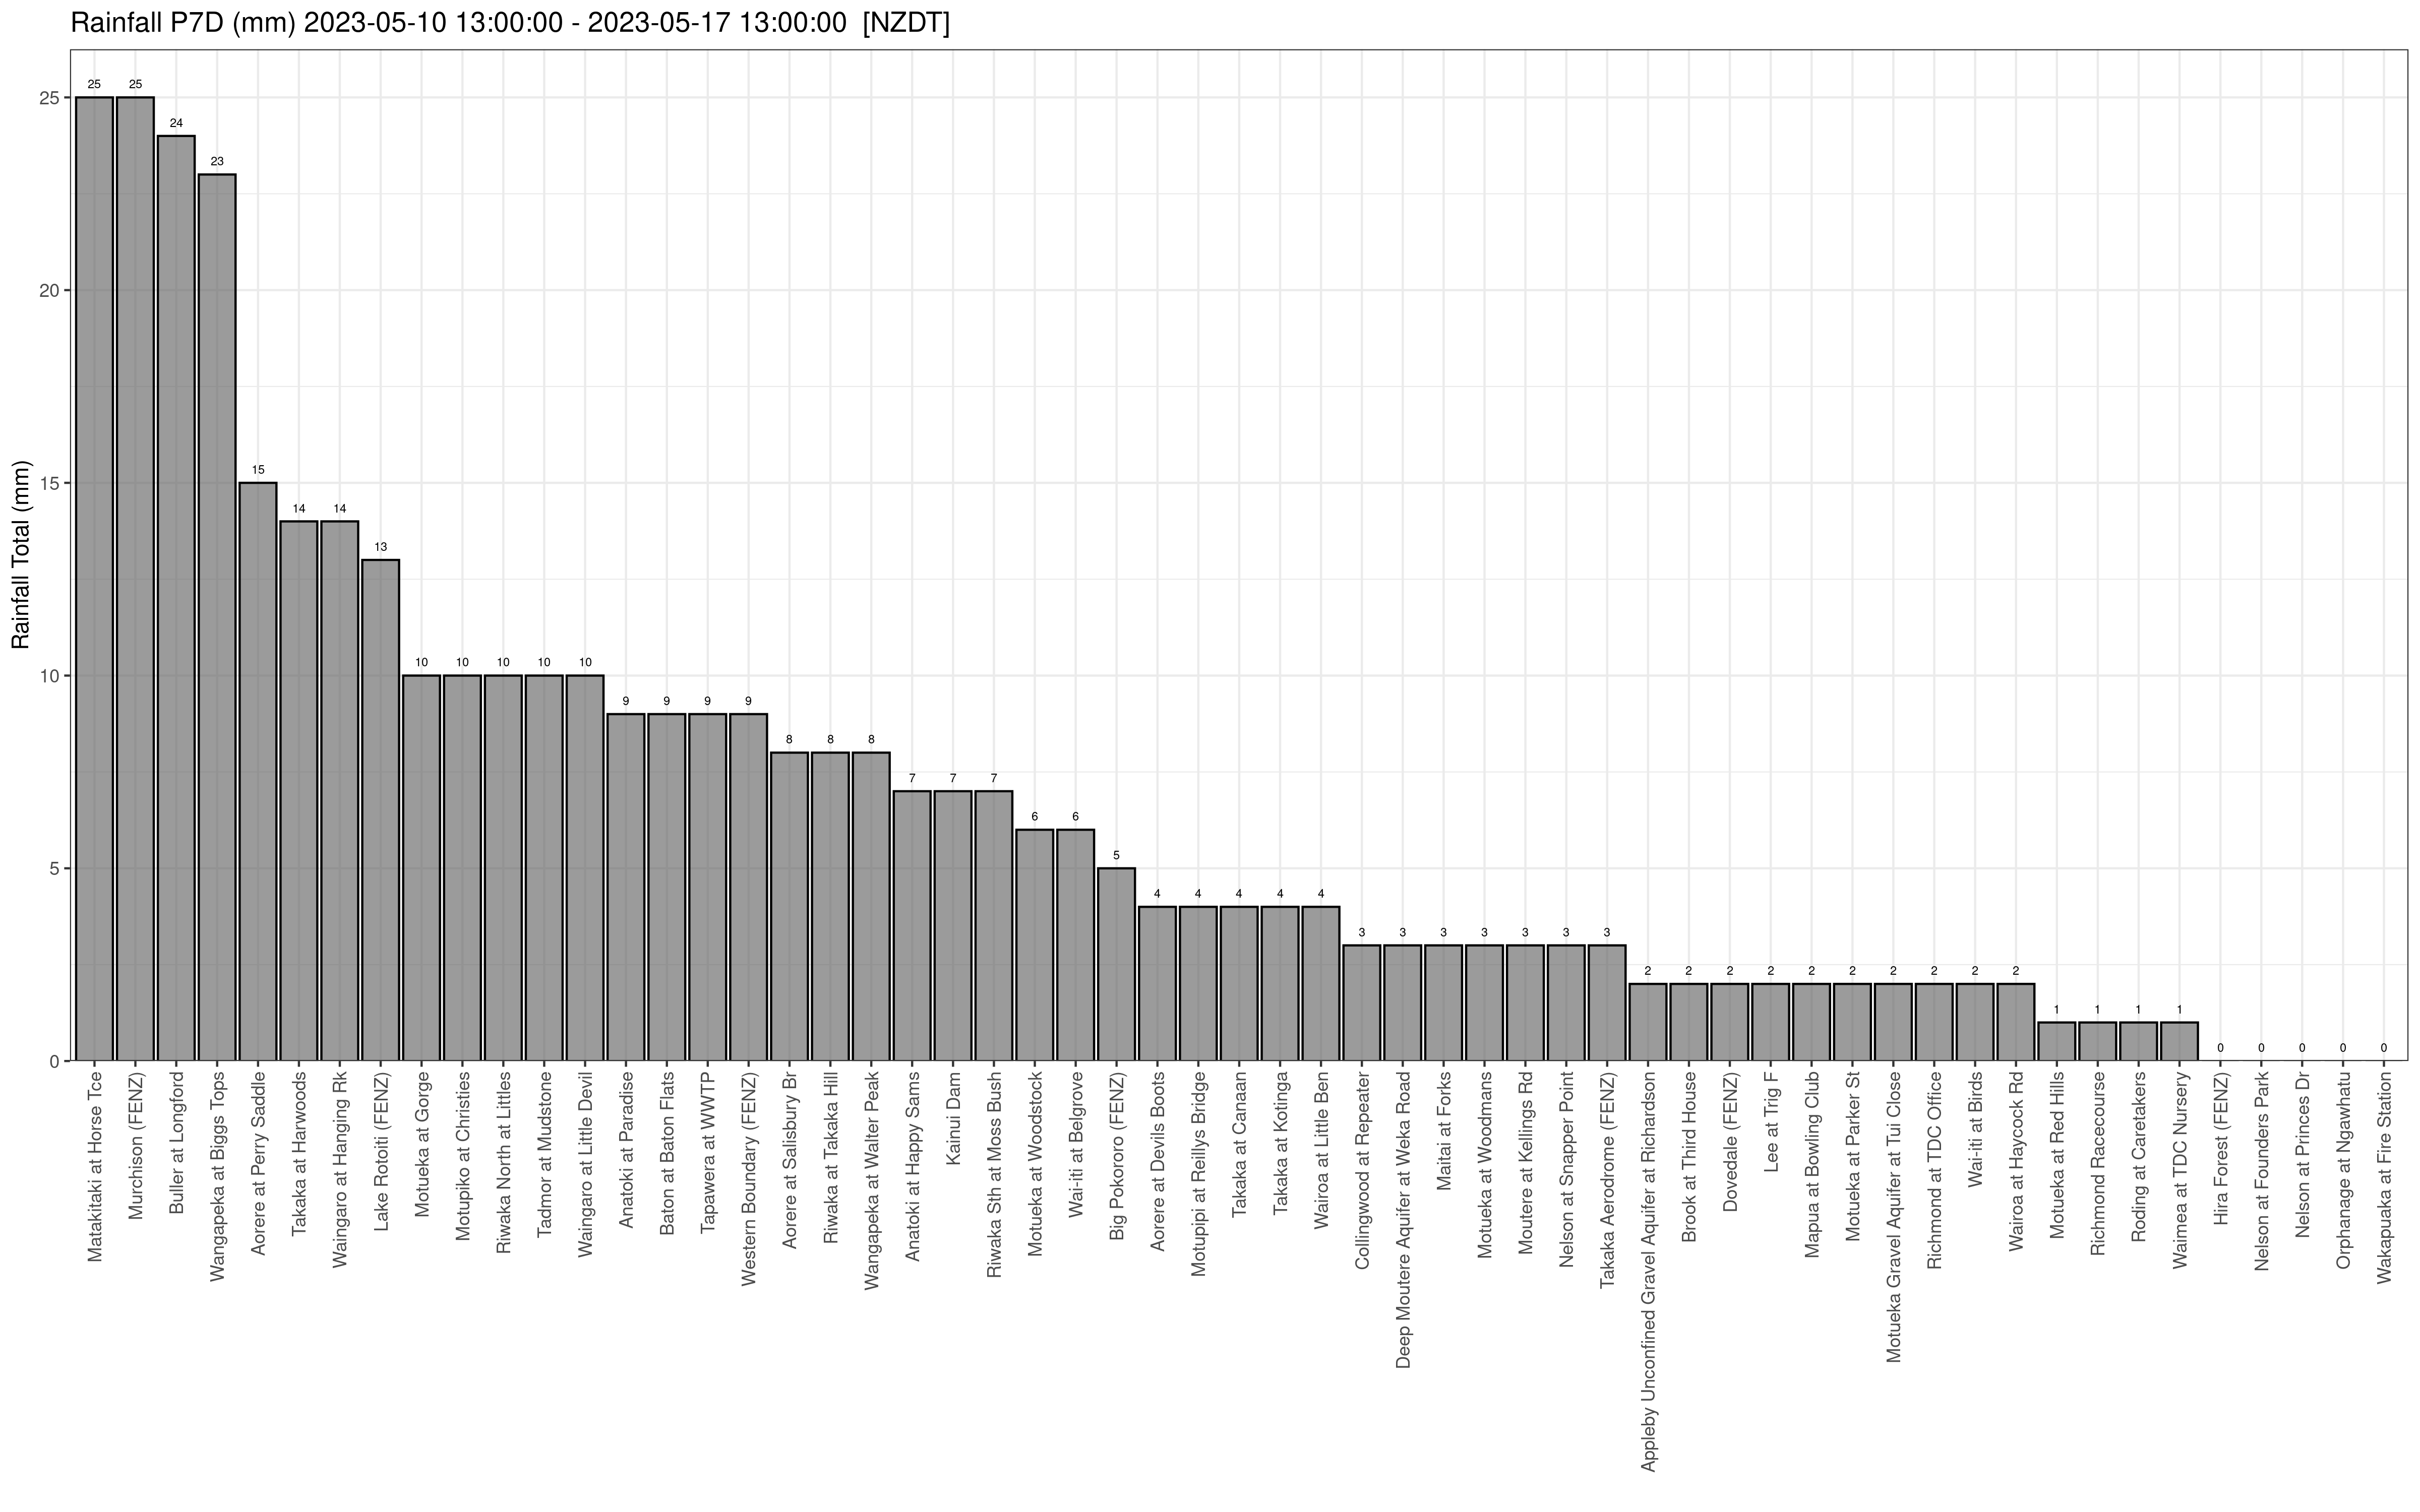 Rainfall P7D (mm) 2023-05-10 13:00:00 - 2023-05-17 13:00:00 [NZDT]
Rainfall Total (mm)
25
20
15
10
5
0
25
25
24
23
15
14
14
13
10
10
10
10
10
9
9
9
9
8
8
8
7
7
7
6
6
5
4
4
4
4
4
3
3
3
3
3
3
3
2
2
2
2
2
2
2
2
2
2
1
1
1
1
0
0
0
0
0
Matakitaki at Horse Tce
Murchison (FENZ)
Buller at Longford
Wangapeka at Biggs Tops
Aorere at Perry Saddle
Takaka at Harwoods
Waingaro at Hanging Rk
Lake Rotoiti (FENZ)
Motueka at Gorge
Motupiko at Christies
Riwaka North at Littles
Tadmor at Mudstone
Waingaro at Little Devil
Anatoki at Paradise
Baton at Baton Flats
Tapawera at WWTP
Western Boundary (FENZ)
Aorere at Salisbury Br
Riwaka at Takaka Hill
Wangapeka at Walter Peak
Anatoki at Happy Sams
Kainui Dam
Riwaka Sth at Moss Bush
Motueka at Woodstock
Wai-iti at Belgrove
Big Pokororo (FENZ)
Aorere at Devils Boots
Motupipi at Reillys Bridge
Takaka at Canaan
Takaka at Kotinga
Wairoa at Little Ben
Collingwood at Repeater
Deep Moutere Aquifer at Weka Road
Maitai at Forks
Motueka at Woodmans
Moutere at Kellings Rd
Nelson at Snapper Point
Takaka Aerodrome (FENZ)
Appleby Unconfined Gravel Aquifer at Richardson
Brook at Third House
Dovedale (FENZ)
Lee at Trig F
Mapua at Bowling Club
Motueka at Parker St
Motueka Gravel Aquifer at Tui Close
Richmond at TDC Office
Wai-iti at Birds
Wairoa at Haycock Rd
Motueka at Red Hills
Richmond Racecourse
Roding at Caretakers
Waimea at TDC Nursery
Hira Forest (FENZ)
Nelson at Founders Park
Nelson at Princes Dr
Orphanage at Ngawhatu
Wakapuaka at Fire Station